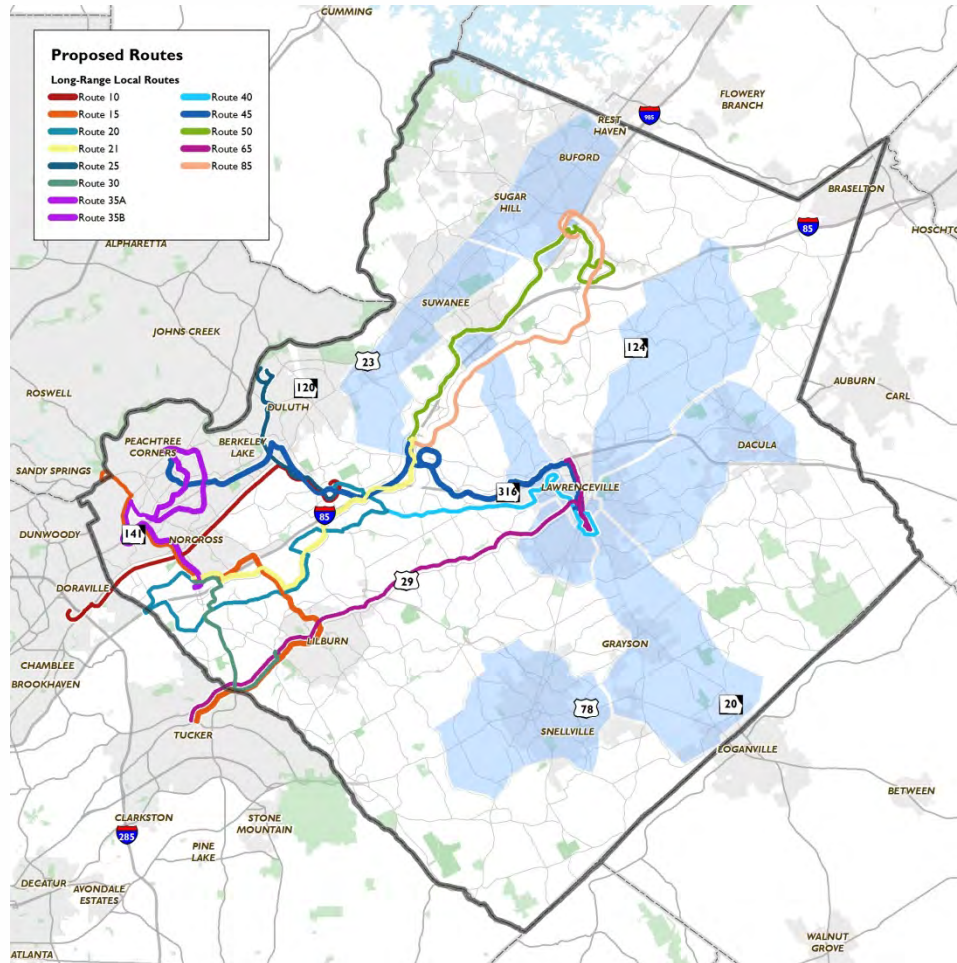 CUMMING
Proposed Routes
Long-Range Local Routes
Route 10
Route 15
Route 20
Route 21
Route 25
Route 30
Route 35A
Route 35B
Route 40
Route 45
Route 50
Route 65
Route 85
FLOWERY
BRANCH
985
REST
HAVEN
BUFORD
BRASELTON
SUGAR
HILL
85
HOSCHTO
ALPHARETTA
SUWANEE
JOHNS CREEK
124
23
120
ROSWELL
DULUTH
AUBURN
CARL
PEACHTREE
CORNERS
BERKELEY
LAKE
DACULA
SANDY SPRINGS
316
LAWRENCEVILLE
85
141
DUNWOODY
NORCROSS
29
DORAVILLE
LILBURN
GRAYSON
CHAMBLEE
BROOKHAVEN
20
78
SNELLVILLE
TUCKER
LOGANVILLE
BETWEEN
CLARKSTON
285
STONE
MOUNTAIN
PINE
LAKE
DECATUR
AVONDALE
ESTATES
WALNUT
GROVE
ATLANTA